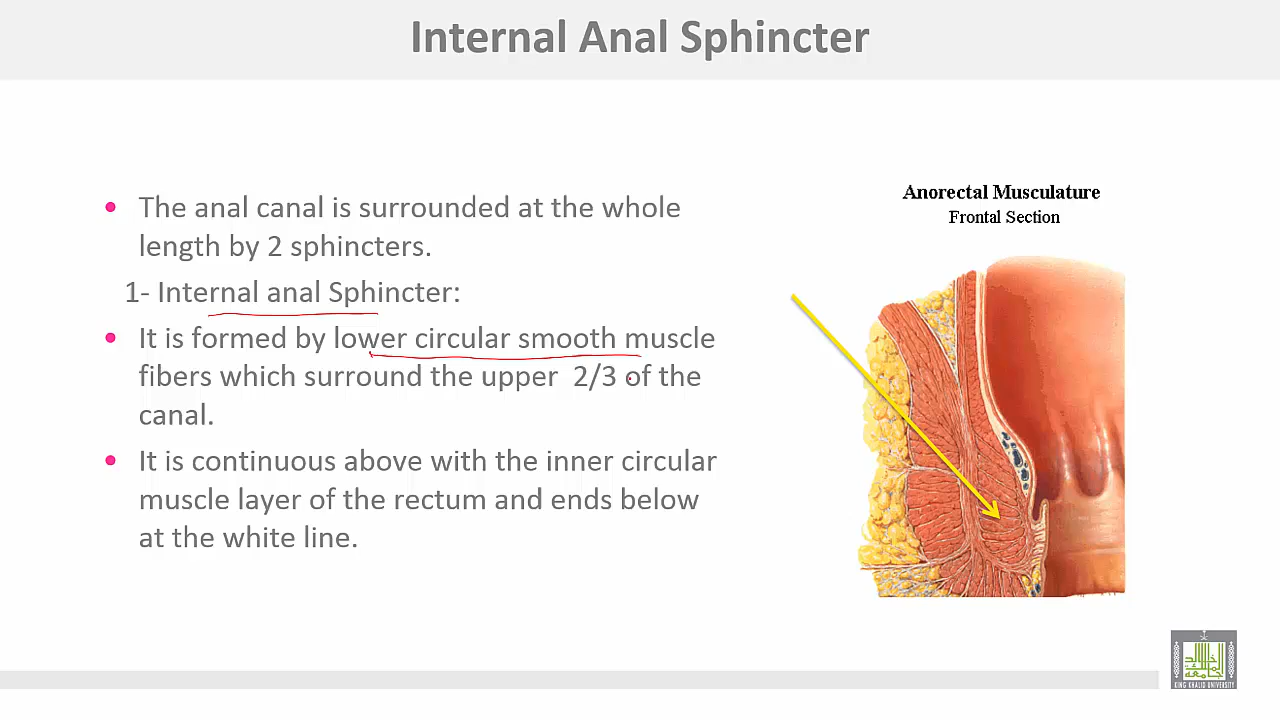 Internal Anal Sphincter
• The anal canal is surrounded at the whole
length by 2 sphincters.
1- Internal anal Sphincter:
• It is formed by lower circular smooth muscle
fibers which surround the upper 2/3 of the
canal.
• It is continuous above with the inner circular
muscle layer of the rectum and ends below
at the white line.
Anorectal Musculature
Frontal Section
KING KHALID UNIVERSITY